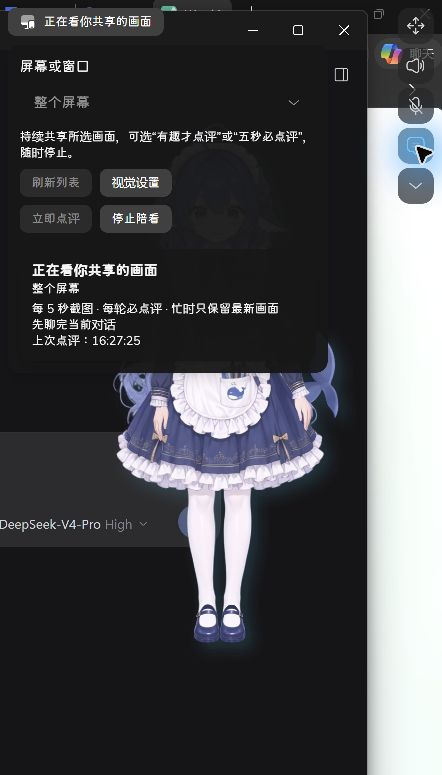 正在看你共享的画面
聊天
屏幕或窗口
整个屏幕
持续共享所选画面，可选“有趣才点评”或“五秒必点评”，
随时停止。
刷新列表
视觉设置
立即点评
停止陪看
正在看你共享的画面
整个屏幕
每 5 秒截图 · 每轮必点评 · 忙时只保留最新画面
先聊完当前对话
上次点评：16:27:25
DeepSeek-V4-Pro High